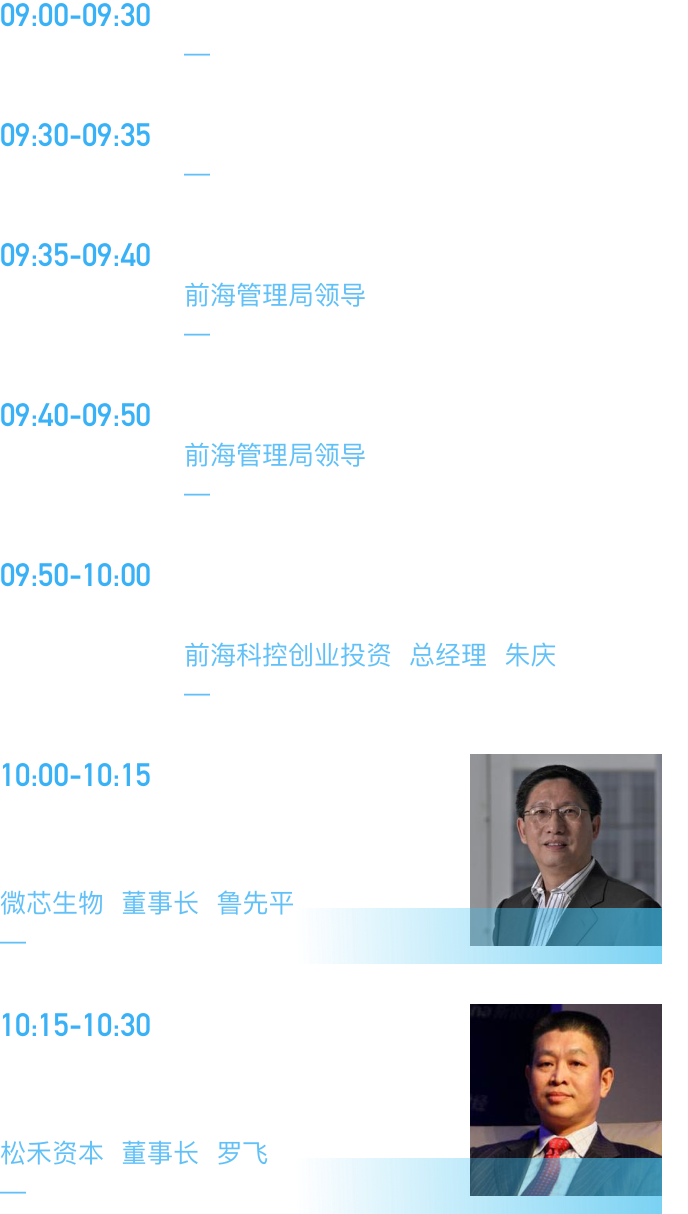 09:00-09:30
—
09:30-09:35
—
09:35-09:40
前海管理局领导
—
09:40-09:50
前海管理局领导
—
09:50-10:00
前海科控创业投资 总经理 朱庆
—
10:00-10:15
微芯生物 董事长 鲁先平
—
10:15-10:30
松禾资本 董事长 罗飞
—